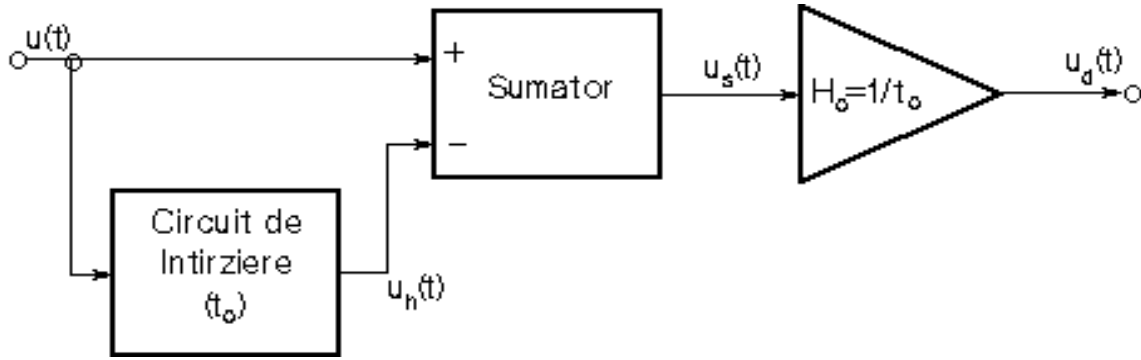 u(t)
+
Sumator
−
u_s(t)
H_o=1/t_o
u_d(t)
Circuit de
Intirziere
(t_o)
u_h(t)